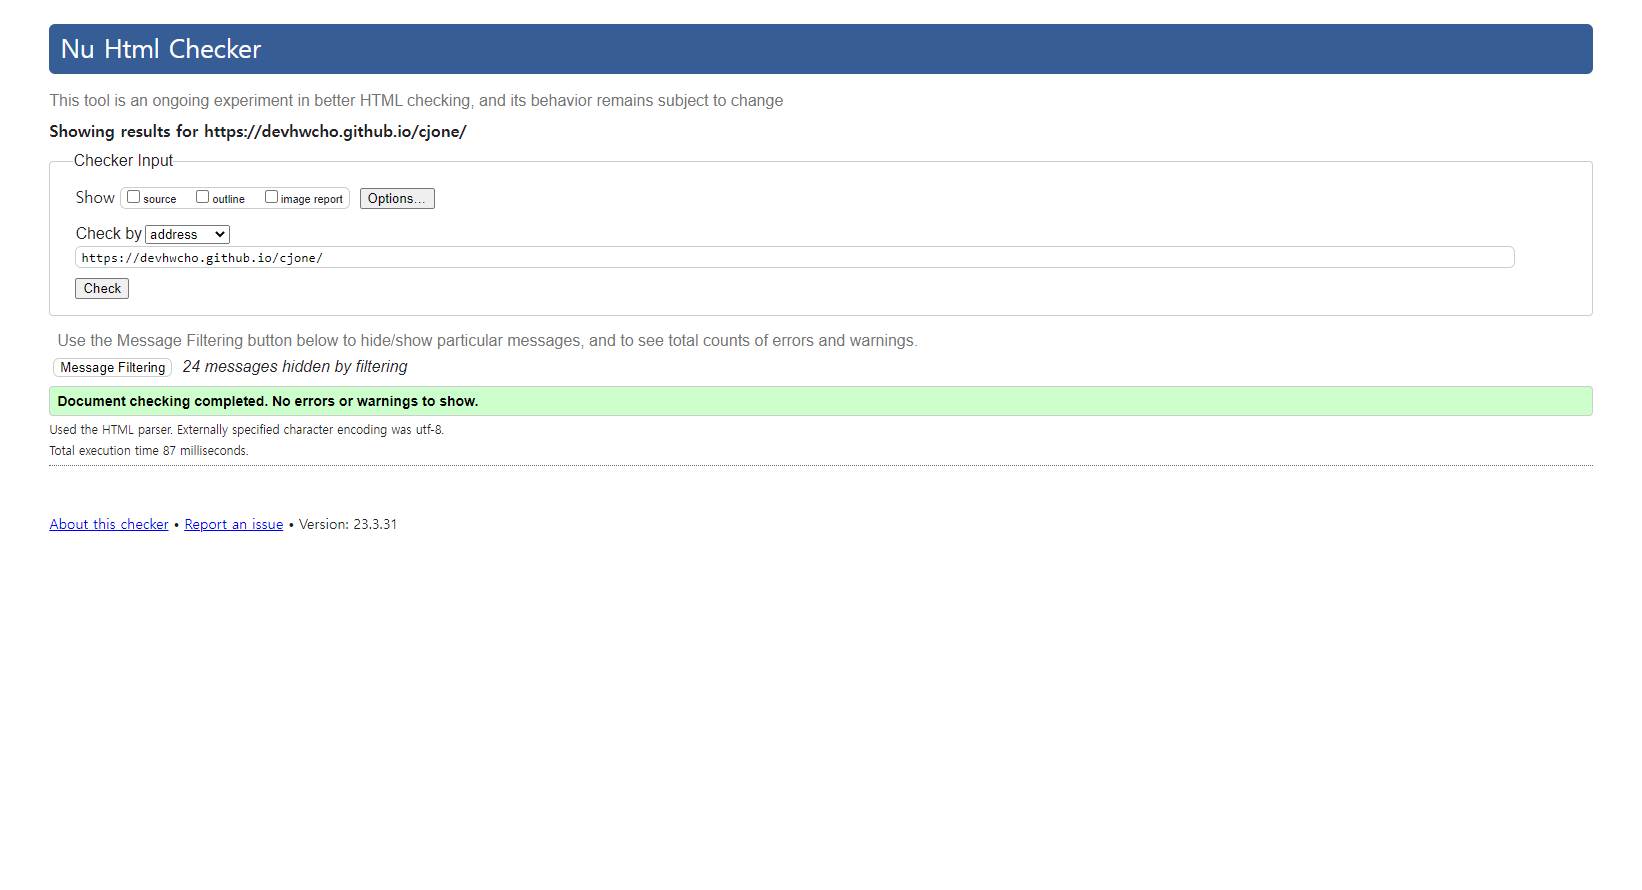 Nu Html Checker
This tool is an ongoing experiment in better HTML checking, and its behavior remains subject to change
Showing results for https://devhwcho.github.io/cjone/
Checker Input
Show source outline image report Options...
Check by address
https://devhwcho.github.io/cjone/
Check
Use the Message Filtering button below to hide/show particular messages, and to see total counts of errors and warnings.
Message Filtering 24 messages hidden by filtering
Document checking completed. No errors or warnings to show.
Used the HTML parser. Externally specified character encoding was utf-8.
Total execution time 87 milliseconds.
About this checker • Report an issue • Version: 23.3.31